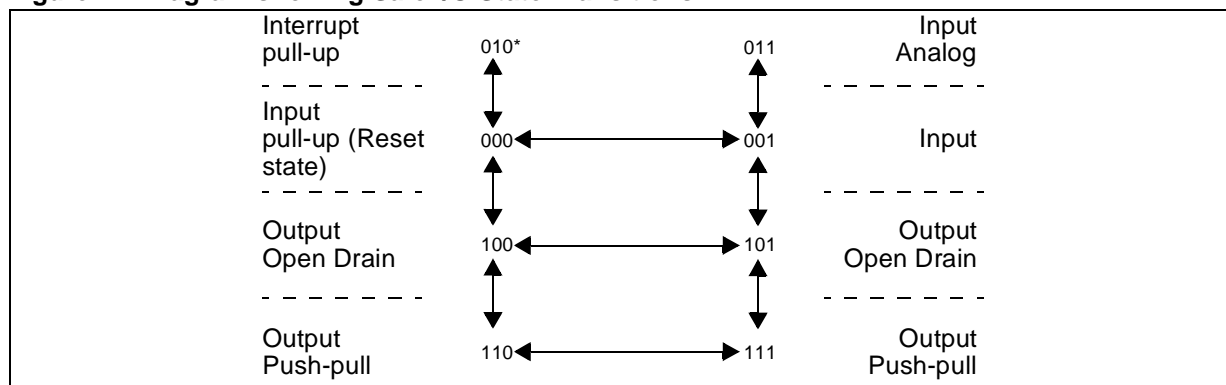 Interrupt
pull-up
010*
011
Input
Analog
Input
pull-up (Reset
state)
000
001
Input
Output
Open Drain
100
101
Output
Open Drain
Output
Push-pull
110
111
Output
Push-pull